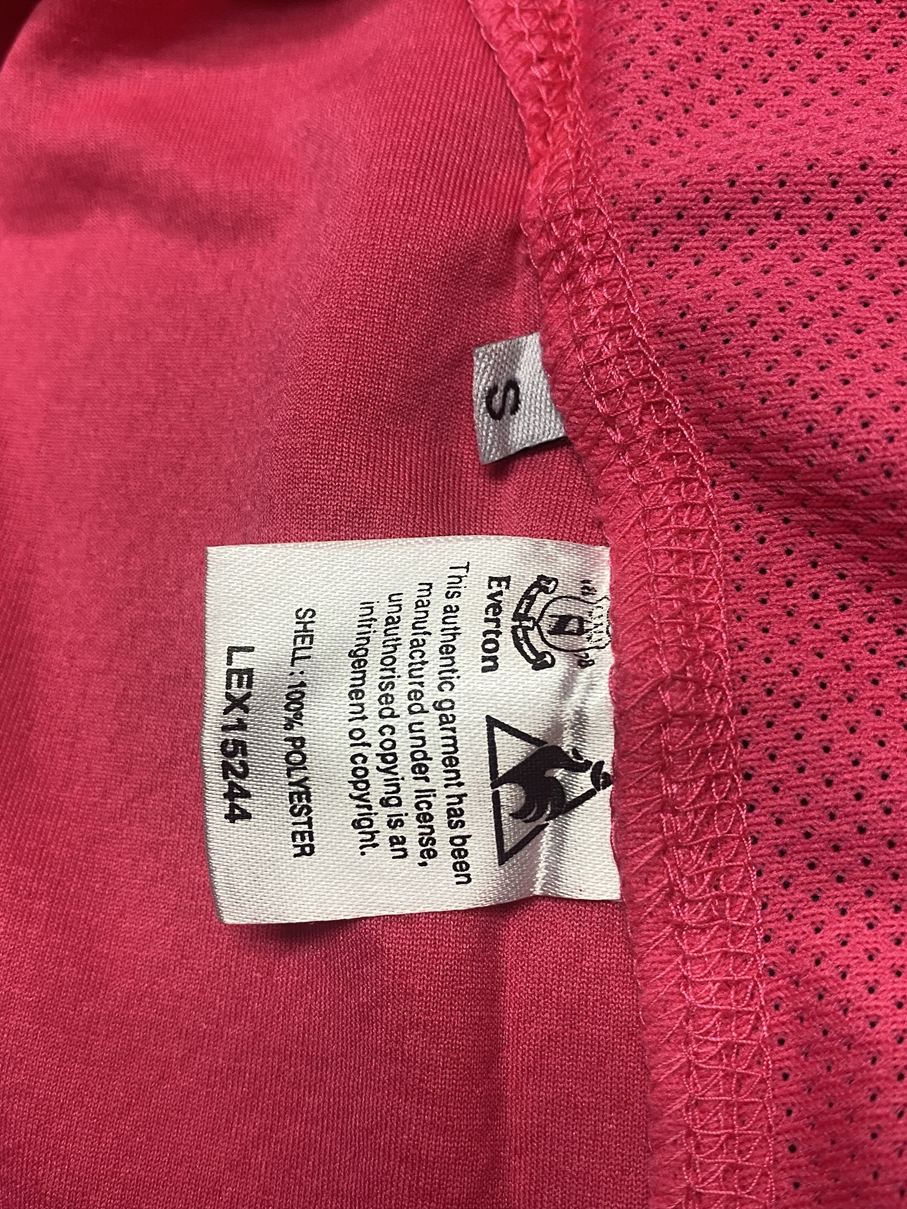 S
Everton
This authentic garment has been
manufactured under license,
unauthorised copying is an
infringement of copyright.
SHELL : 100% POLYESTER
LEX15244